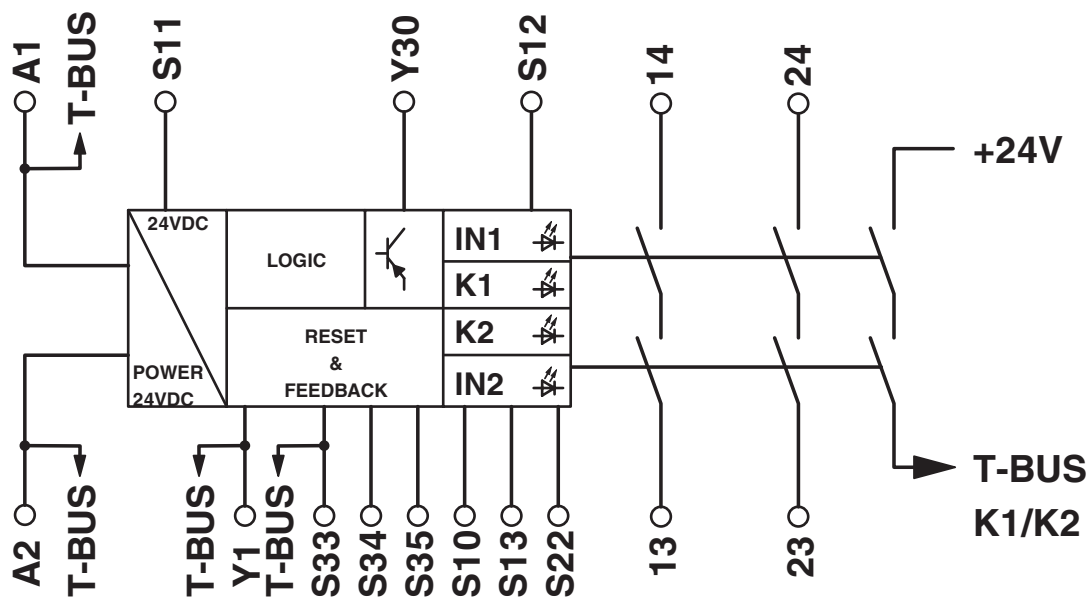 A1
T-BUS
S11
Y30
S12
14
24
+24V
24VDC
LOGIC
IN1
K1
K2
IN2
RESET
&
FEEDBACK
POWER
24VDC
A2
T-BUS
T-BUS
Y1
T-BUS
S33
S34
S35
S10
S13
S22
13
23
T-BUS
K1/K2